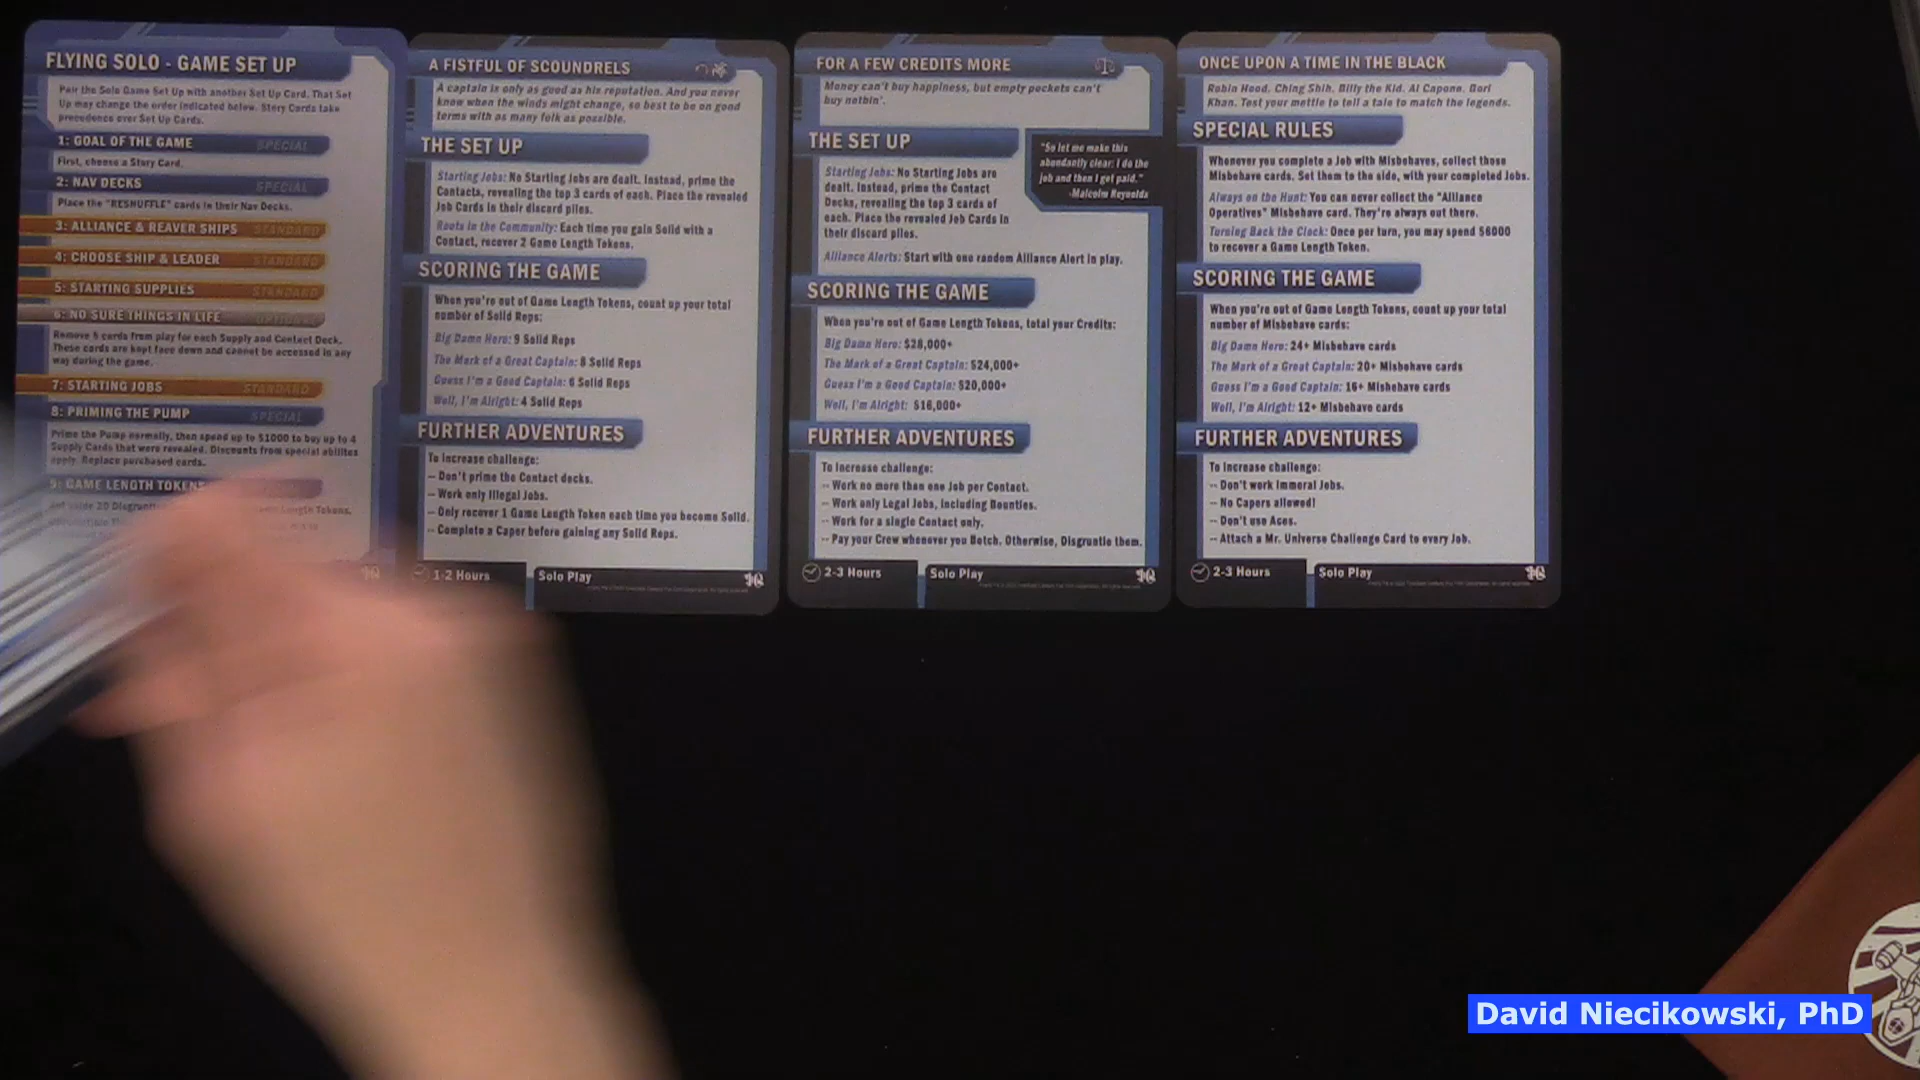 FLYING SOLO - GAME SET UP
Pair the Solo Game Set Up with another Set Up Card. That Set
Up may change the order indicated below. Story Cards take
precedence over Set Up Cards.
1: GOAL OF THE GAME SPECIAL
First, choose a Story Card.
2: NAV DECKS SPECIAL
Place the "RESHUFFLE" cards in their Nav Decks.
3: ALLIANCE & REAVER SHIPS STANDARD
4: CHOOSE SHIP & LEADER STANDARD
5: STARTING SUPPLIES STANDARD
6: NO SURE THINGS IN LIFE OPTIONAL
Remove 5 cards from play for each Supply and Contact Deck.
These cards are kept face down and cannot be accessed in any
way during the game.
7: STARTING JOBS STANDARD
8: PRIMING THE PUMP SPECIAL
Prime the Pump normally, then spend up to $1000 to buy up to 4
Supply Cards that were revealed. Discounts from special abilites
apply. Replace purchased cards.
9: GAME LENGTH TOKENS
Set aside 20 Disgruntled Length Tokens.
A FISTFUL OF SCOUNDRELS
A captain is only as good as his reputation. And you never
know when the winds might change, so best to be on good
terms with as many folk as possible.
THE SET UP
Starting Jobs: No Starting Jobs are dealt. Instead, prime the
Contacts, revealing the top 3 cards of each. Place the revealed
Job Cards in their discard piles.
Roots in the Community: Each time you gain Solid with a
Contact, recover 2 Game Length Tokens.
SCORING THE GAME
When you're out of Game Length Tokens, count up your total
number of Solid Reps:
Big Damn Hero: 9 Solid Reps
The Mark of a Great Captain: 8 Solid Reps
Guess I'm a Good Captain: 6 Solid Reps
Well, I'm Alright: 4 Solid Reps
FURTHER ADVENTURES
To increase challenge:
-- Don't prime the Contact decks.
-- Work only Illegal Jobs.
-- Only recover 1 Game Length Token each time you become Solid.
-- Complete a Caper before gaining any Solid Reps.
1-2 Hours Solo Play
FOR A FEW CREDITS MORE
Money can't buy happiness, but empty pockets can't
buy nothin'.
THE SET UP
Starting Jobs: No Starting Jobs are
dealt. Instead, prime the Contact
Decks, revealing the top 3 cards of
each. Place the revealed Job Cards in
their discard piles.
"So let me make this
abundantly clear: I do the
job and then I get paid."
-Malcolm Reynolds
Alliance Alerts: Start with one random Alliance Alert in play.
SCORING THE GAME
When you're out of Game Length Tokens, total your Credits:
Big Damn Hero: $28,000+
The Mark of a Great Captain: $24,000+
Guess I'm a Good Captain: $20,000+
Well, I'm Alright: $16,000+
FURTHER ADVENTURES
To increase challenge:
-- Work no more than one Job per Contact.
-- Work only Legal Jobs, including Bounties.
-- Work for a single Contact only.
-- Pay your Crew whenever you Botch. Otherwise, Disgruntle them.
2-3 Hours Solo Play
ONCE UPON A TIME IN THE BLACK
Robin Hood. Ching Shih. Billy the Kid. Al Capone. Dori
Khan. Test your mettle to tell a tale to match the legends.
SPECIAL RULES
Whenever you complete a Job with Misbehaves, collect those
Misbehave cards. Set them to the side, with your completed Jobs.
Always on the Hunt: You can never collect the "Alliance
Operatives" Misbehave card. They're always out there.
Turning Back the Clock: Once per turn, you may spend $6000
to recover a Game Length Token.
SCORING THE GAME
When you're out of Game Length Tokens, count up your total
number of Misbehave cards:
Big Damn Hero: 24+ Misbehave cards
The Mark of a Great Captain: 20+ Misbehave cards
Guess I'm a Good Captain: 16+ Misbehave cards
Well, I'm Alright: 12+ Misbehave cards
FURTHER ADVENTURES
To increase challenge:
-- Don't work Immoral Jobs.
-- No Capers allowed!
-- Don't use Aces.
-- Attach a Mr. Universe Challenge Card to every Job.
2-3 Hours Solo Play
David Niecikowski, PhD